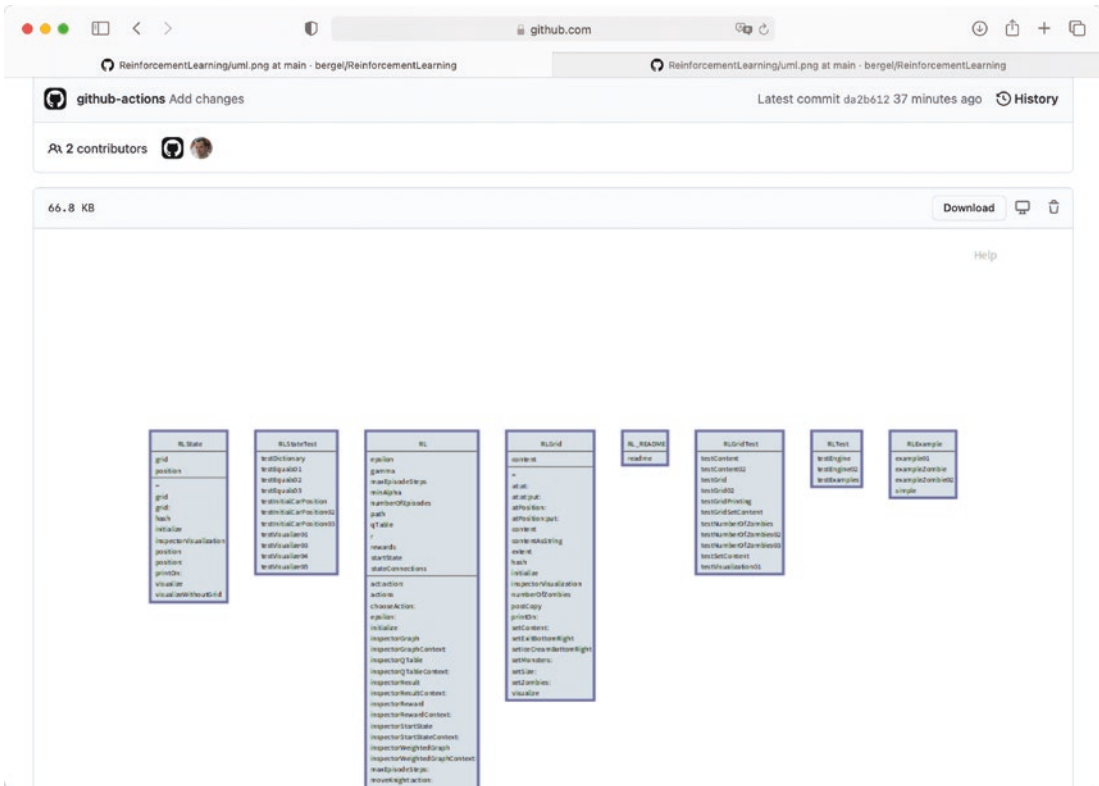 github.com
ReinforcementLearning/uml.png at main · bergel/ReinforcementLearning
ReinforcementLearning/uml.png at main · bergel/ReinforcementLearning
github-actions Add changes
Latest commit da2b612 37 minutes ago
History
2 contributors
66.8 KB
Download
Help
RLState
grid
position
=
grid
grid:
hash
initialize
inspectorVisualization
position
position:
printOn:
visualize
visualizeWithoutGrid
RLStateTest
testDictionary
testEquals01
testEquals02
testEquals03
testInitialCarPosition
testInitialCarPosition02
testInitialCarPosition03
testVisualize01
testVisualize03
testVisualize04
testVisualize05
RL
epsilon
gamma
maxEpisodeSteps
minAlpha
numberOfEpisodes
path
qTable
r
rewards
startState
stateConnections
act:action:
actions
chooseAction:
epsilon:
initialize
inspectorGraph
inspectorGraphContext:
inspectorQTable
inspectorQTableContext:
inspectorResult
inspectorResultContext:
inspectorReward
inspectorRewardContext:
inspectorStartState
inspectorStartStateContext:
inspectorWeightedGraph
inspectorWeightedGraphContext:
maxEpisodeSteps:
moveKnight:action:
RLGrid
content
=
at:at:
at:at:put:
atPosition:
atPosition:put:
content
contentAsString
extent
hash
initialize
inspectorVisualization
numberOfZombies
postCopy
printOn:
setContent:
setExitBottomRight
setIceCreamBottomRight
setMonsters:
setSize:
setZombies:
visualize
RL_README
readme
RLGridTest
testContent
testContent02
testGrid
testGrid02
testGridPrinting
testGridSetContent
testNumberOfZombies
testNumberOfZombies02
testNumberOfZombies03
testSetContent
testVisualization01
RLTest
testEngine
testEngine02
testExamples
RLExample
example01
exampleZombie
exampleZombie02
simple